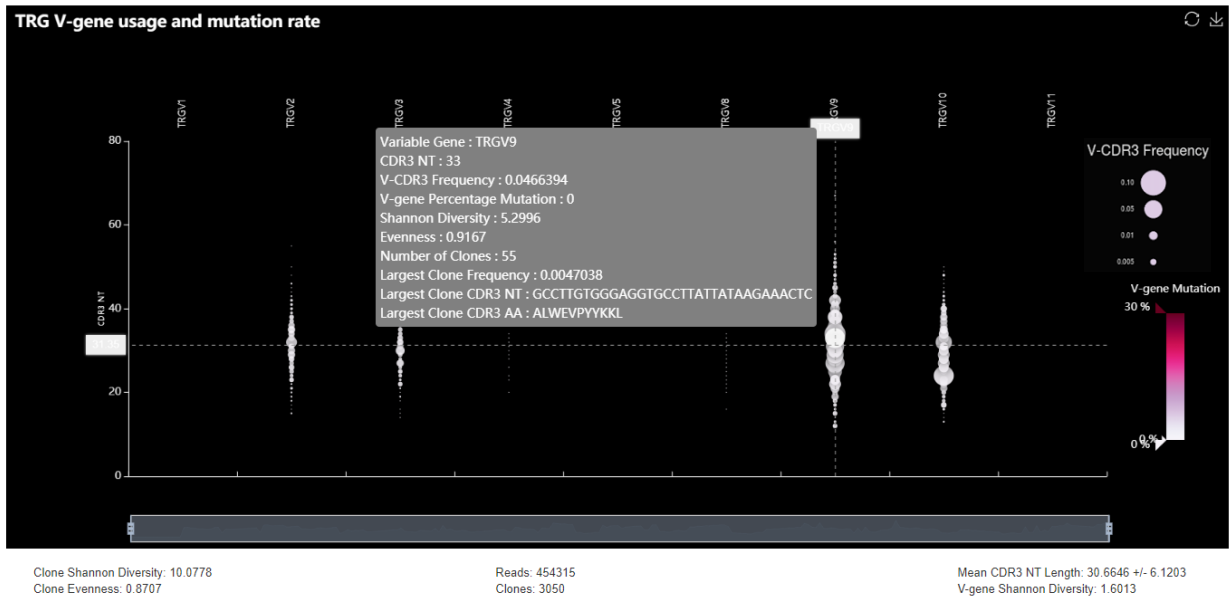 TRG V-gene usage and mutation rate
TRGV1
TRGV2
TRGV3
TRGV4
TRGV5
TRGV8
TRGV9
TRGV10
TRGV11
TRGV9
Variable Gene : TRGV9
CDR3 NT : 33
V-CDR3 Frequency : 0.0466394
V-gene Percentage Mutation : 0
Shannon Diversity : 5.2996
Evenness : 0.9167
Number of Clones : 55
Largest Clone Frequency : 0.0047038
Largest Clone CDR3 NT : GCCTTGTGGGAGGTGCCTTATTATAAGAAACTC
Largest Clone CDR3 AA : ALWEVPYYKKL
80
60
40
20
0
CDR3 NT
31.35
V-CDR3 Frequency
0.10
0.05
0.01
0.005
V-gene Mutation
30 %
0 %
0 %
Clone Shannon Diversity: 10.0778
Clone Evenness: 0.8707
Reads: 454315
Clones: 3050
Mean CDR3 NT Length: 30.6646 +/- 6.1203
V-gene Shannon Diversity: 1.6013